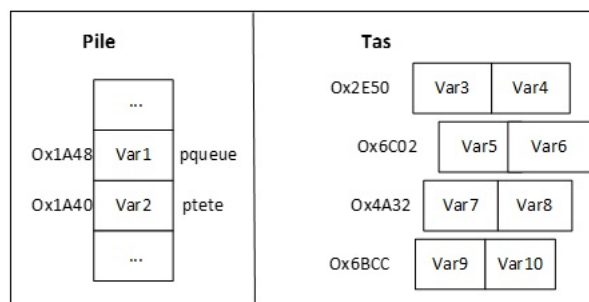 Pile
...
Ox1A48 Var1 pqueue
Ox1A40 Var2 ptete
...
Tas
Ox2E50 Var3 Var4
Ox6C02 Var5 Var6
Ox4A32 Var7 Var8
Ox6BCC Var9 Var10